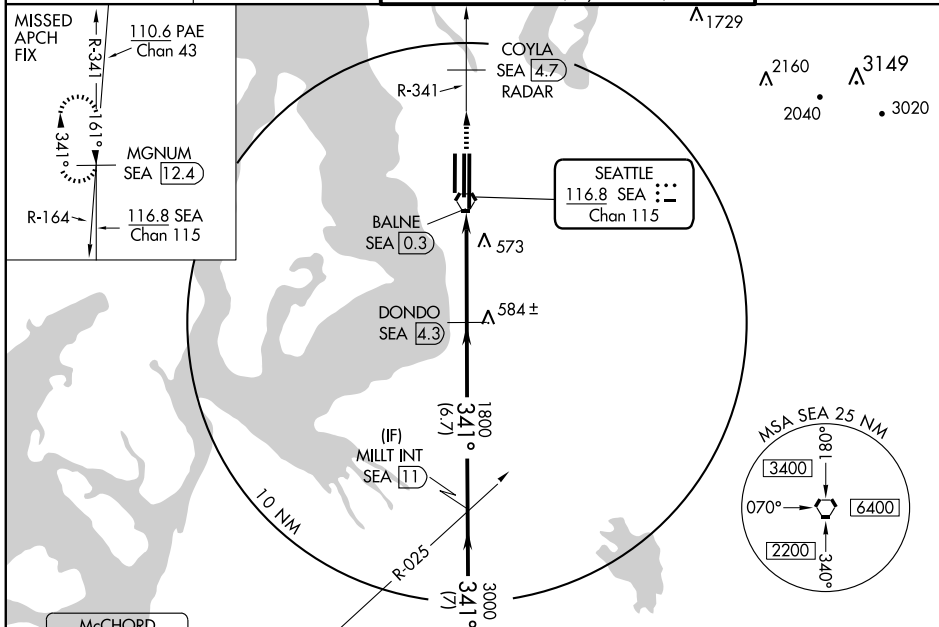 MISSED
APCH
FIX
110.6 PAE
Chan 43
R-341
161°
341°
MGNUM
SEA 12.4
R-164
116.8 SEA
Chan 115
1729
COYLA
SEA 4.7
RADAR
R-341
2160
3149
2040
3020
SEATTLE
116.8 SEA
Chan 115
BALNE
SEA 0.3
573
DONDO
SEA 4.3
584 ±
1800
341°
(6.7)
(IF)
MILLT INT
SEA 11
10 NM
R-025
3000
341°
(7)
MSA SEA 25 NM
180°
3400
070°
6400
2200
340°
McCHORD